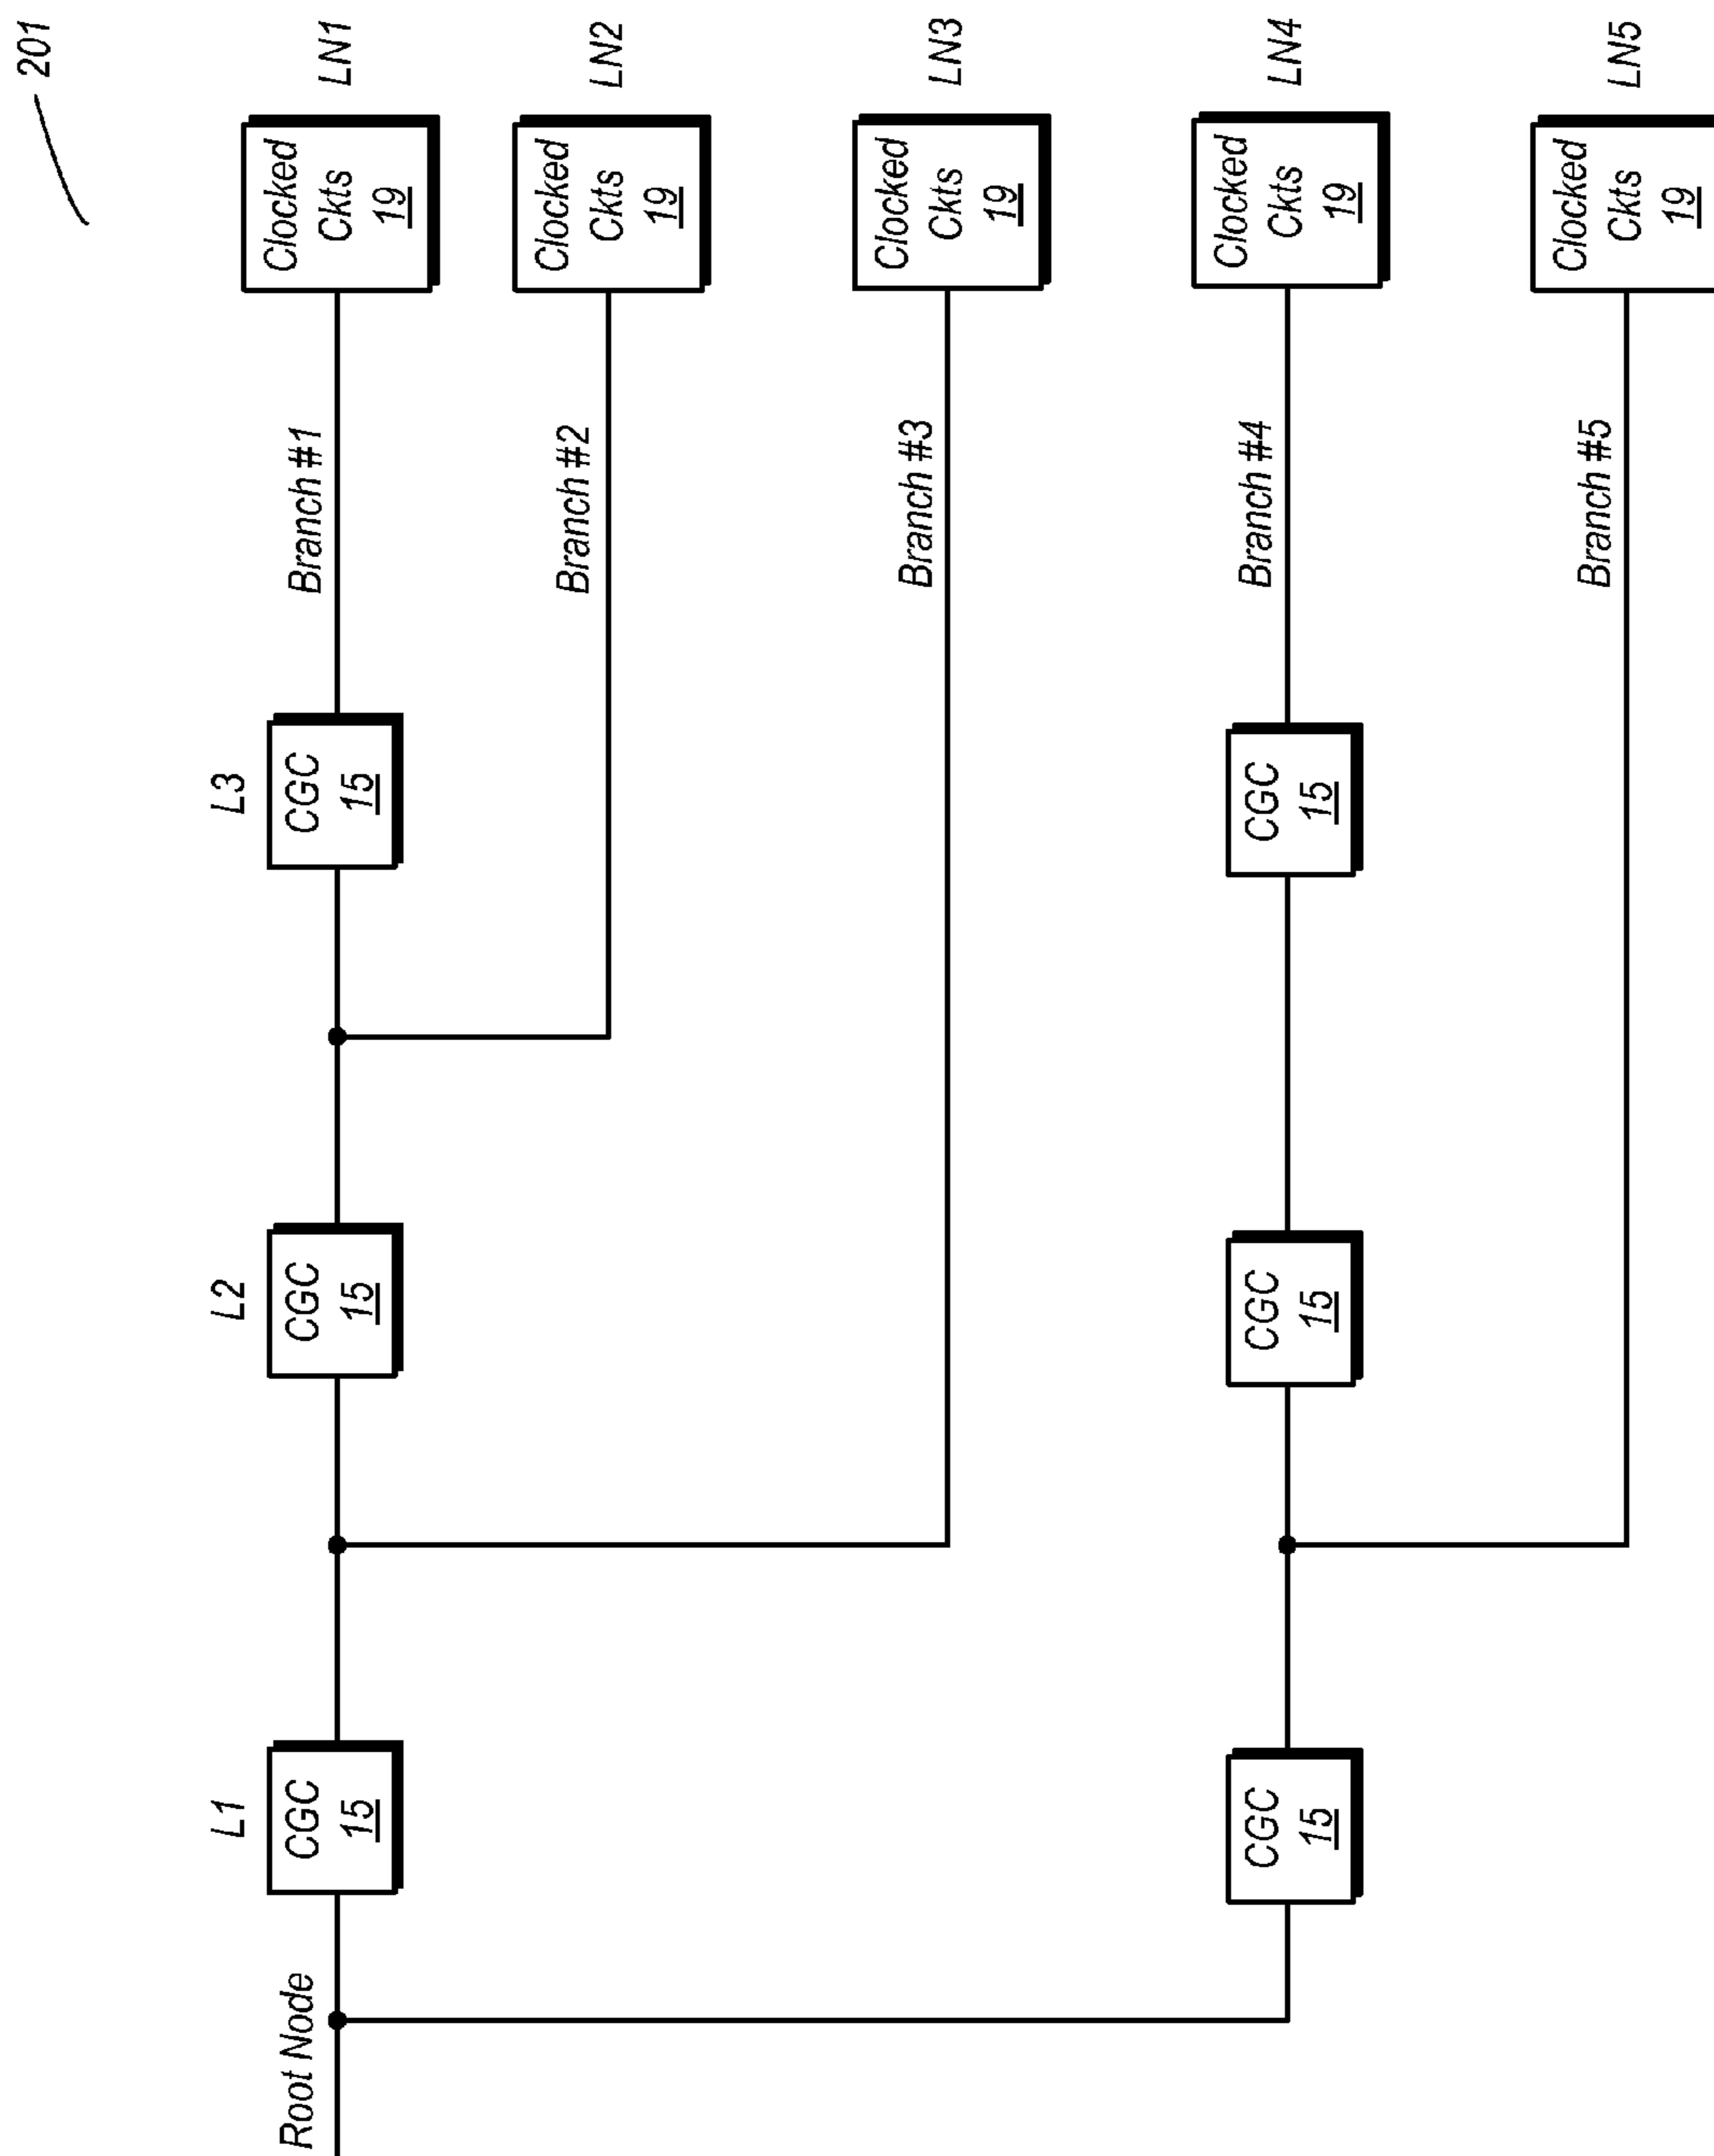 201
L1
L2
L3
Root Node
CGC
15
CGC
15
CGC
15
Branch #1
Clocked
Ckts
19
LN1
Branch #2
Clocked
Ckts
19
LN2
Branch #3
Clocked
Ckts
19
LN3
CGC
15
CGC
15
CGC
15
Branch #4
Clocked
Ckts
19
LN4
Branch #5
Clocked
Ckts
19
LN5